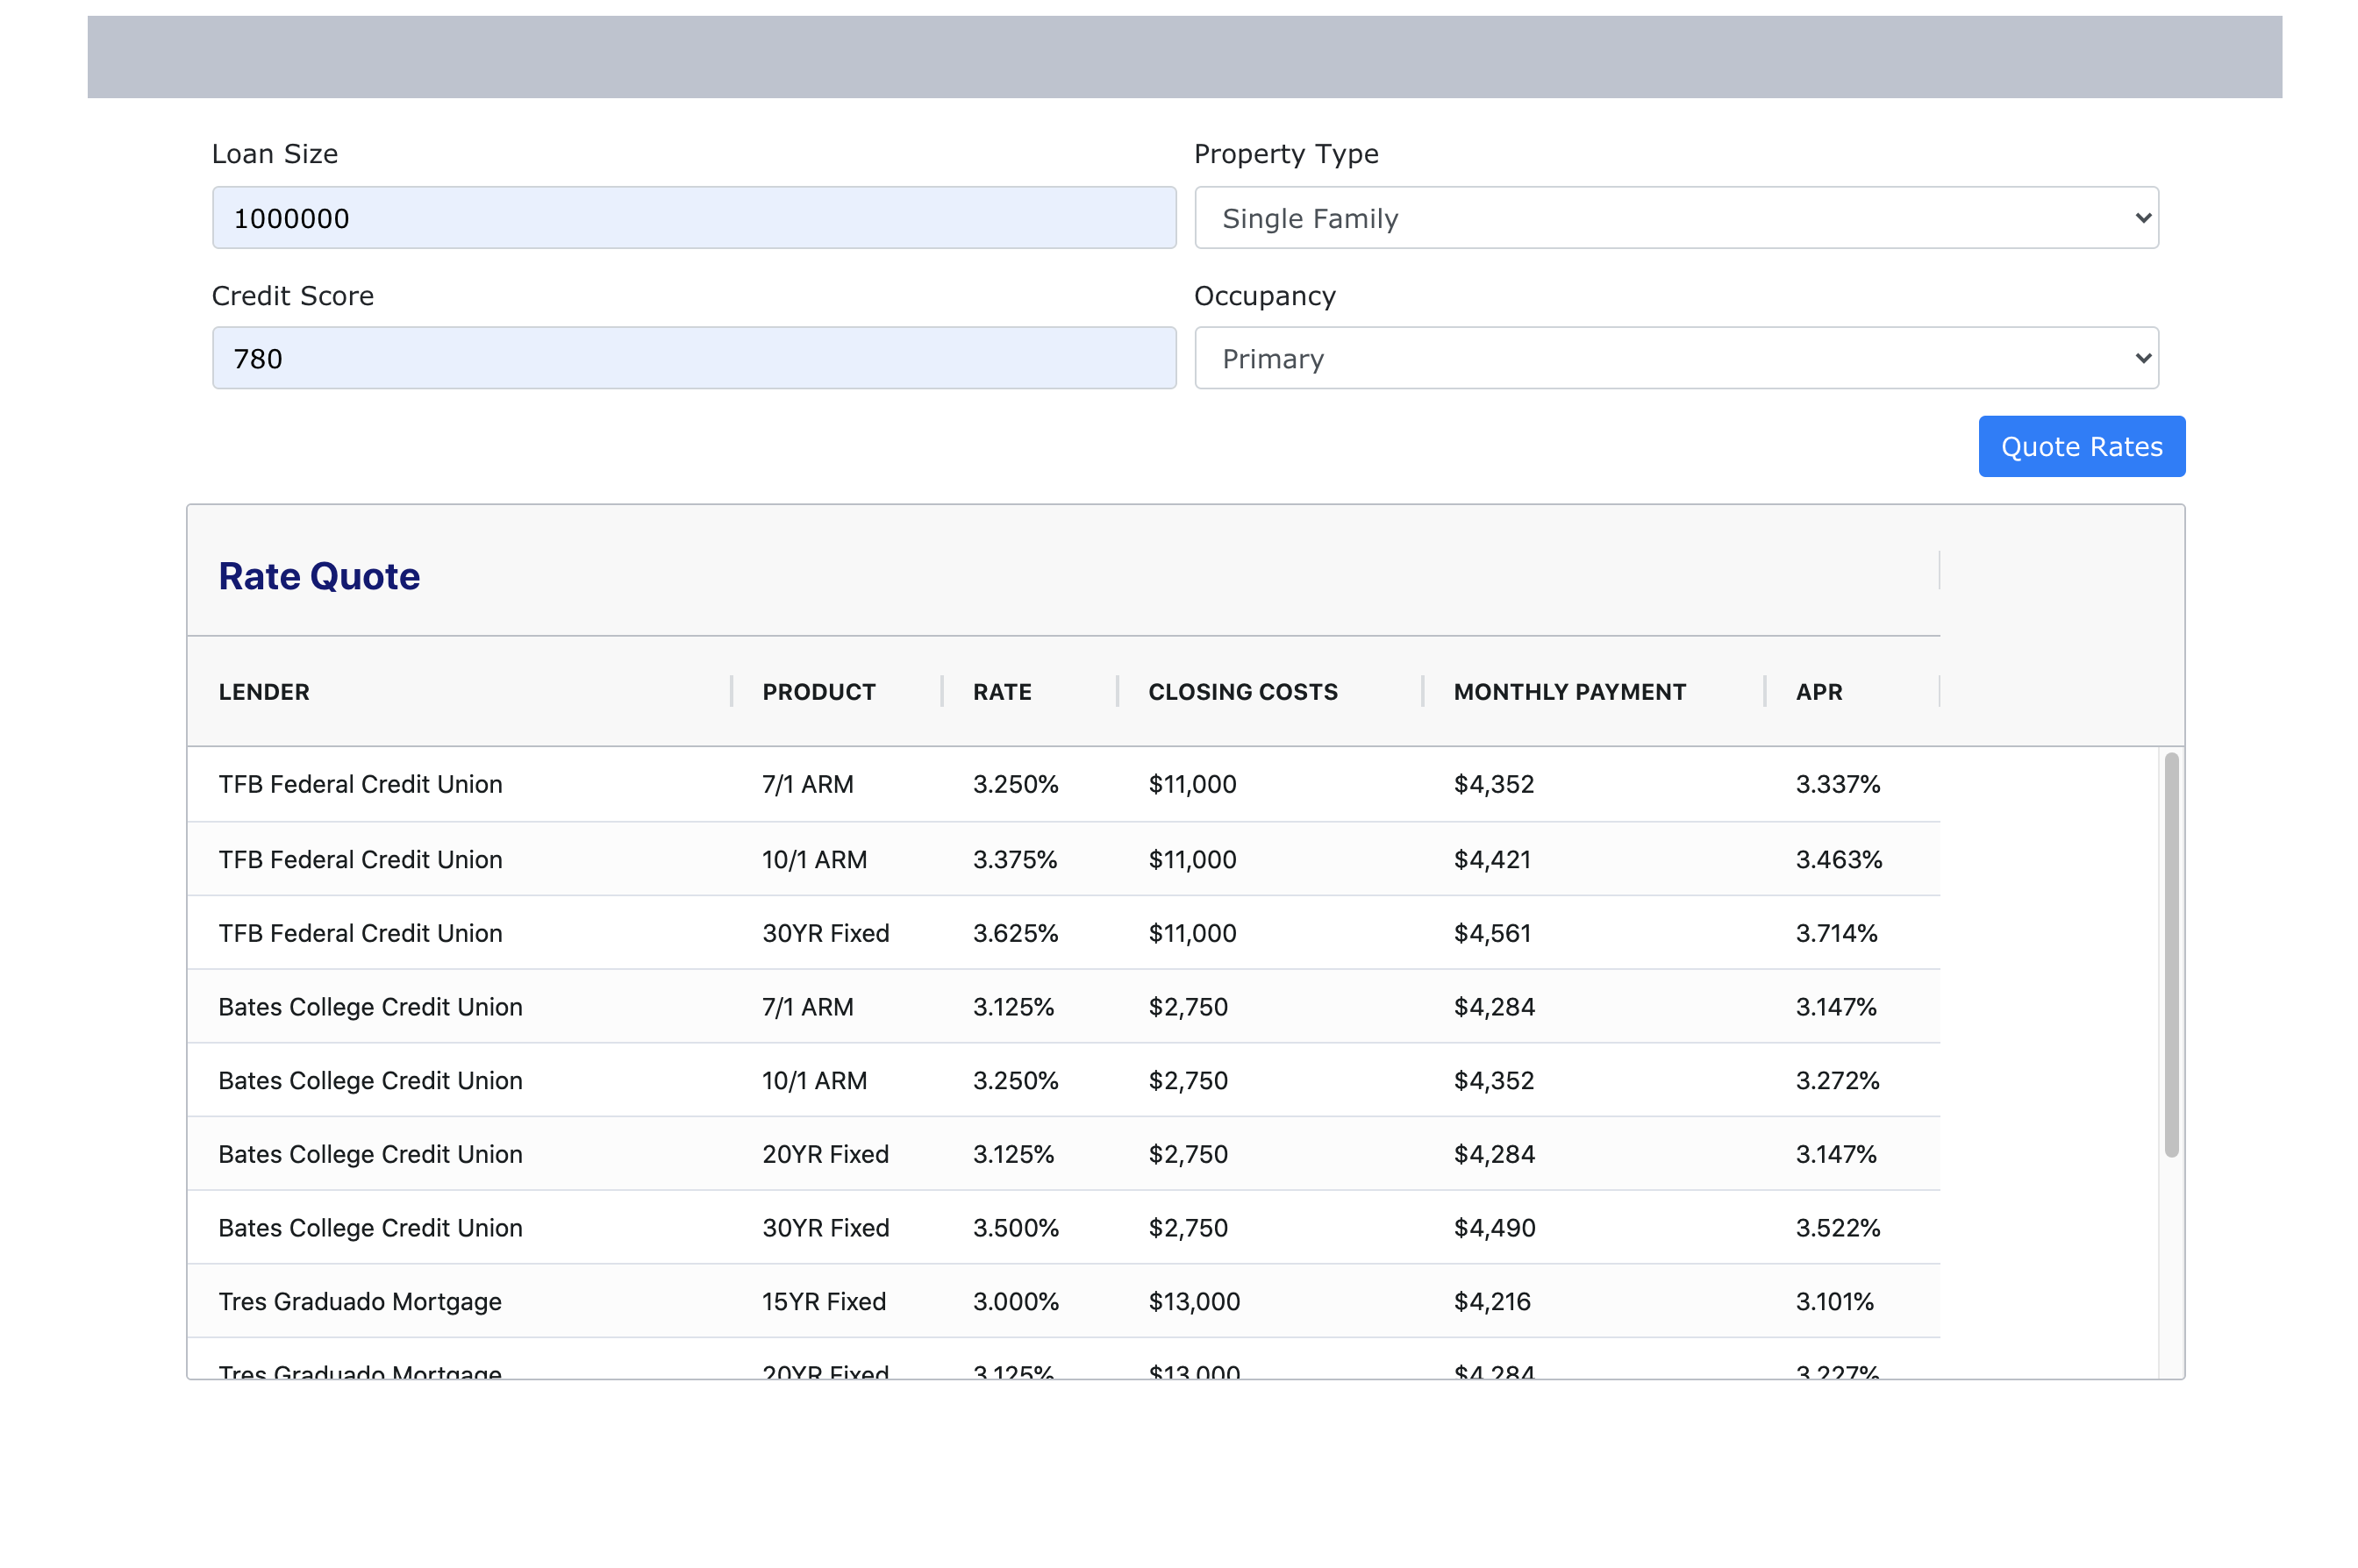 Loan Size Property Type
1000000 Single Family
Credit Score Occupancy
780 Primary
Quote Rates
Rate Quote
LENDER PRODUCT RATE CLOSING COSTS MONTHLY PAYMENT APR
TFB Federal Credit Union 7/1 ARM 3.250% $11,000 $4,352 3.337%
TFB Federal Credit Union 10/1 ARM 3.375% $11,000 $4,421 3.463%
TFB Federal Credit Union 30YR Fixed 3.625% $11,000 $4,561 3.714%
Bates College Credit Union 7/1 ARM 3.125% $2,750 $4,284 3.147%
Bates College Credit Union 10/1 ARM 3.250% $2,750 $4,352 3.272%
Bates College Credit Union 20YR Fixed 3.125% $2,750 $4,284 3.147%
Bates College Credit Union 30YR Fixed 3.500% $2,750 $4,490 3.522%
Tres Graduado Mortgage 15YR Fixed 3.000% $13,000 $4,216 3.101%
Tres Graduado Mortgage 20YR Fixed 3.125% $13,000 $4,284 3.227%